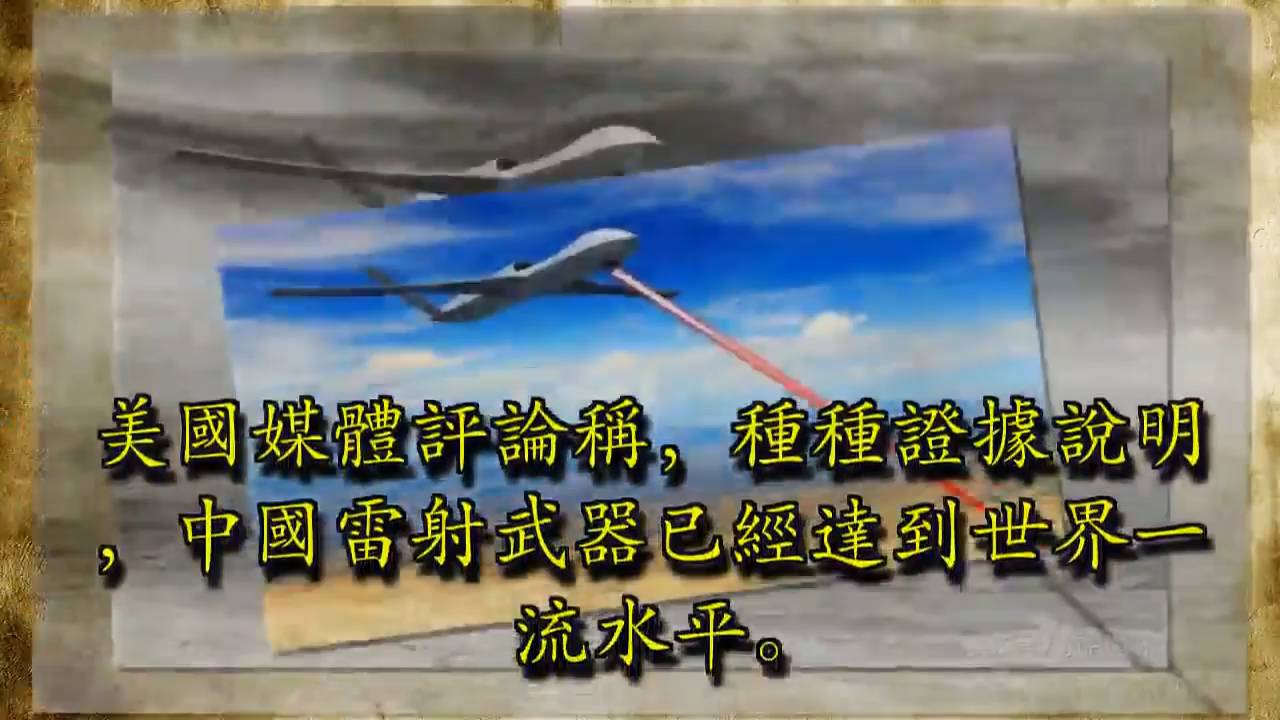 美國媒體評論稱，種種證據說明
，中國雷射武器已經達到世界一
流水平。